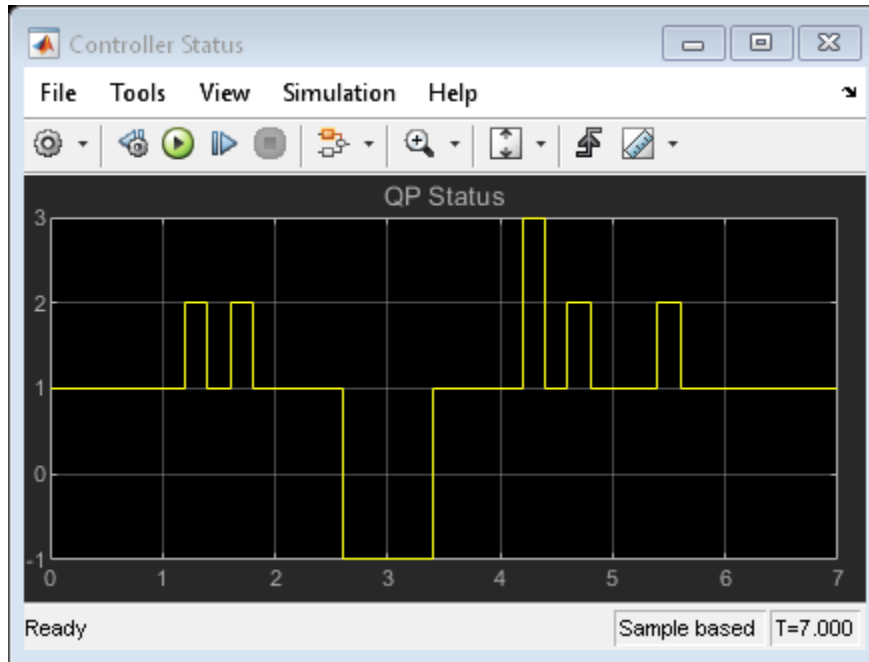 Controller Status
File Tools View Simulation Help
QP Status
3
2
1
0
-1
0 1 2 3 4 5 6 7
Ready Sample based T=7.000